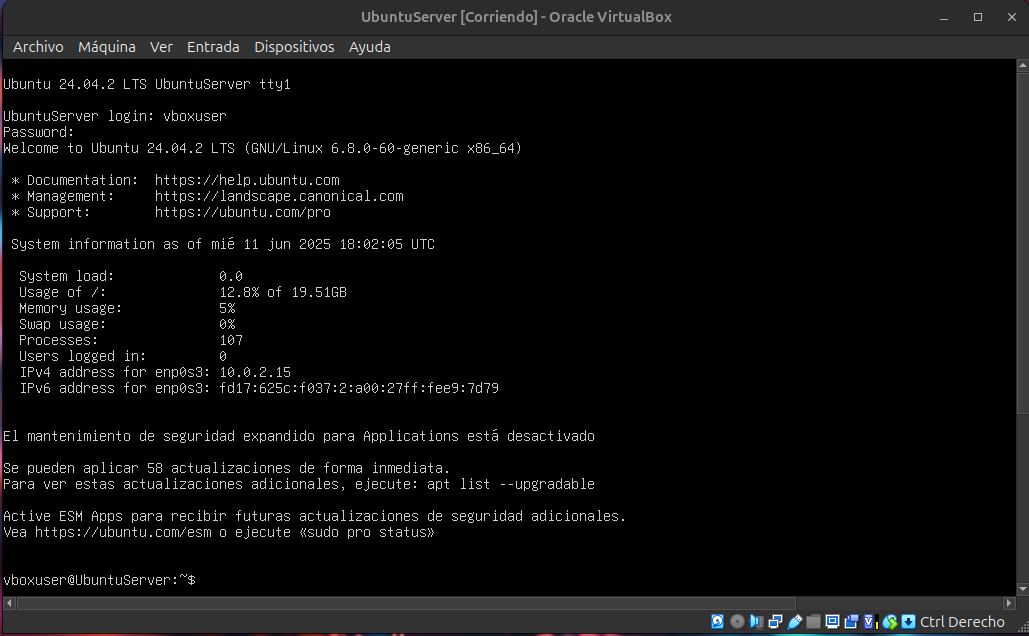 UbuntuServer [Corriendo] - Oracle VirtualBox
Archivo Máquina Ver Entrada Dispositivos Ayuda
Ubuntu 24.04.2 LTS UbuntuServer tty1
UbuntuServer login: vboxuser
Password:
Welcome to Ubuntu 24.04.2 LTS (GNU/Linux 6.8.0-60-generic x86_64)
* Documentation: https://help.ubuntu.com
* Management: https://landscape.canonical.com
* Support: https://ubuntu.com/pro
System information as of mié 11 jun 2025 18:02:05 UTC
System load: 0.0
Usage of /: 12.8% of 19.51GB
Memory usage: 5%
Swap usage: 0%
Processes: 107
Users logged in: 0
IPv4 address for enp0s3: 10.0.2.15
IPv6 address for enp0s3: fd17:625c:f037:2:a00:27ff:fee9:7d79
El mantenimiento de seguridad expandido para Applications está desactivado
Se pueden aplicar 58 actualizaciones de forma inmediata.
Para ver estas actualizaciones adicionales, ejecute: apt list --upgradable
Active ESM Apps para recibir futuras actualizaciones de seguridad adicionales.
Vea https://ubuntu.com/esm o ejecute «sudo pro status»
vboxuser@UbuntuServer:~$
Ctrl Derecho